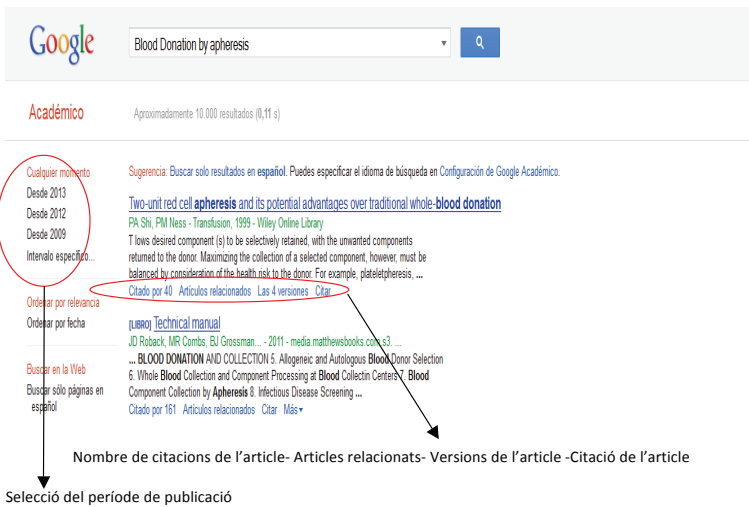 Google
Blood Donation by apheresis
Académico
Aproximadamente 10.000 resultados (0,11 s)
Cualquier momento
Desde 2013
Desde 2012
Desde 2009
Intervalo específico...
Ordenar por relevancia
Ordenar por fecha
Buscar en la Web
Buscar sólo páginas en
español
Sugerencia: Buscar solo resultados en español. Puedes especificar el idioma de búsqueda en Configuración de Google Académico.
Two-unit red cell apheresis and its potential advantages over traditional whole-blood donation
PA Shi, PM Ness - Transfusion, 1999 - Wiley Online Library
T lows desired component (s) to be selectively retained, with the unwanted components
returned to the donor. Maximizing the collection of a selected component, however, must be
balanced by consideration of the health risk to the donor. For example, plateletpheresis, ...
Citado por 40 Artículos relacionados Las 4 versiones Citar
[LIBRO] Technical manual
JD Roback, MR Combs, BJ Grossman... - 2011 - media.matthewsbooks.com.s3. ...
... BLOOD DONATION AND COLLECTION 5. Allogeneic and Autologous Blood Donor Selection
6. Whole Blood Collection and Component Processing at Blood Collectin Centers 7. Blood
Component Collection by Apheresis 8. Infectious Disease Screening ...
Citado por 161 Artículos relacionados Citar Más
Nombre de citacions de l'article- Articles relacionats- Versions de l'article -Citació de l'article
Selecció del període de publicació